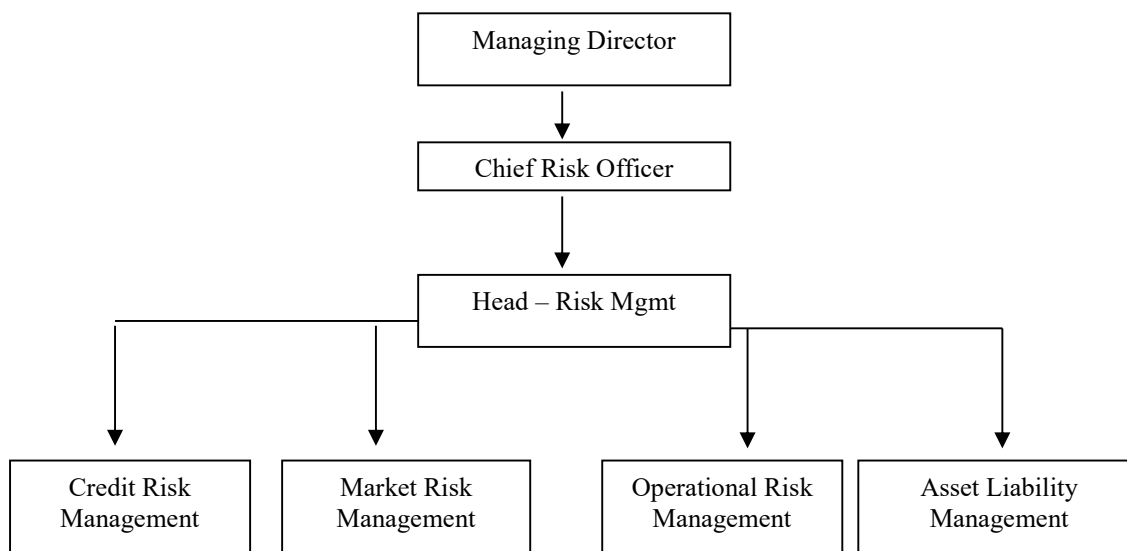 Managing Director
Chief Risk Officer
Head – Risk Mgmt
Credit Risk
Management
Market Risk
Management
Operational Risk
Management
Asset Liability
Management